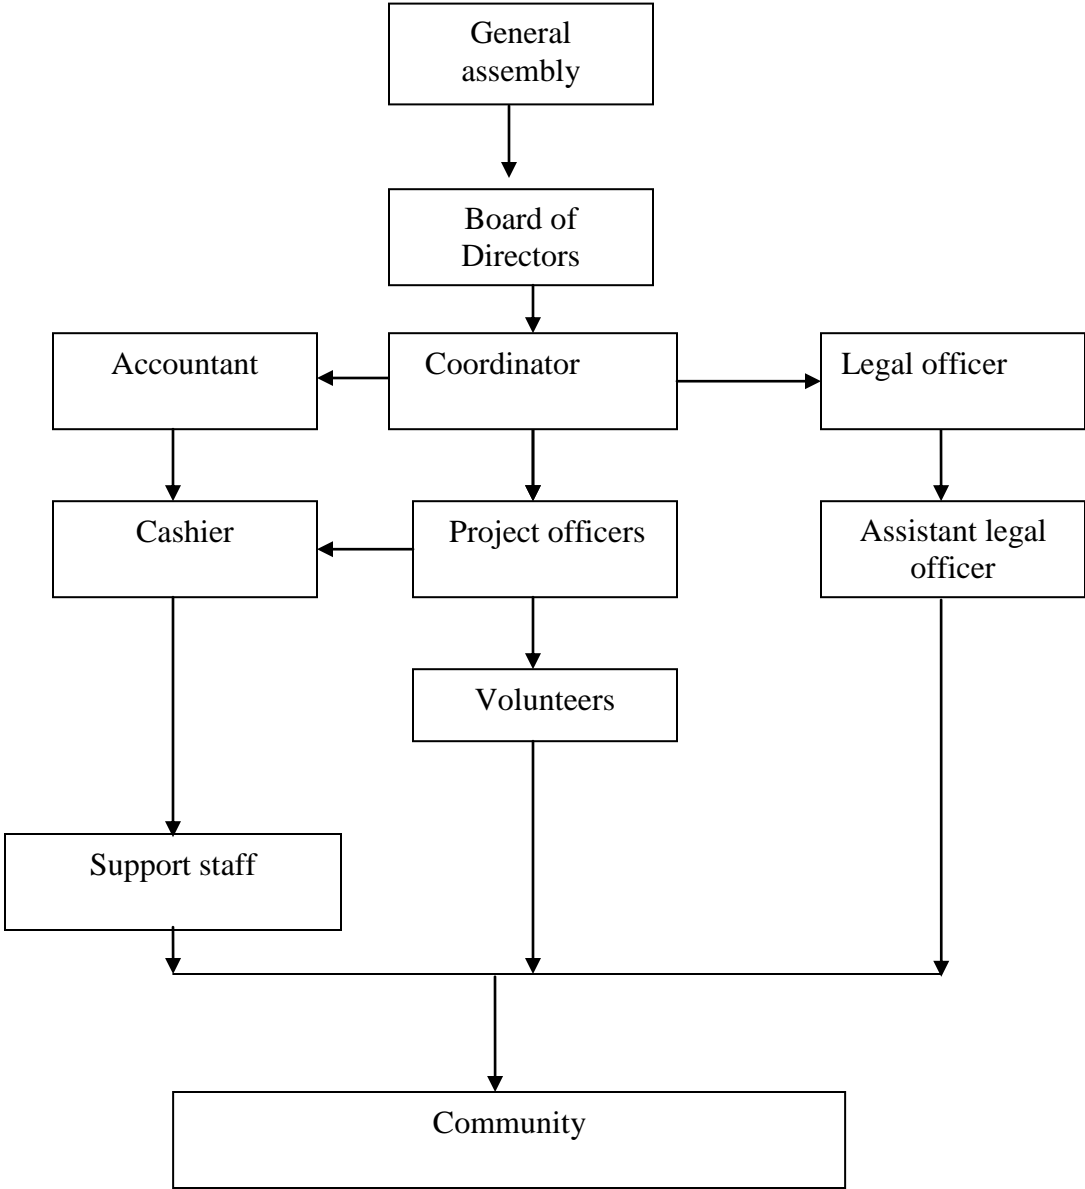 General
assembly
Board of
Directors
Accountant
Coordinator
Legal officer
Cashier
Project officers
Assistant legal
officer
Volunteers
Support staff
Community